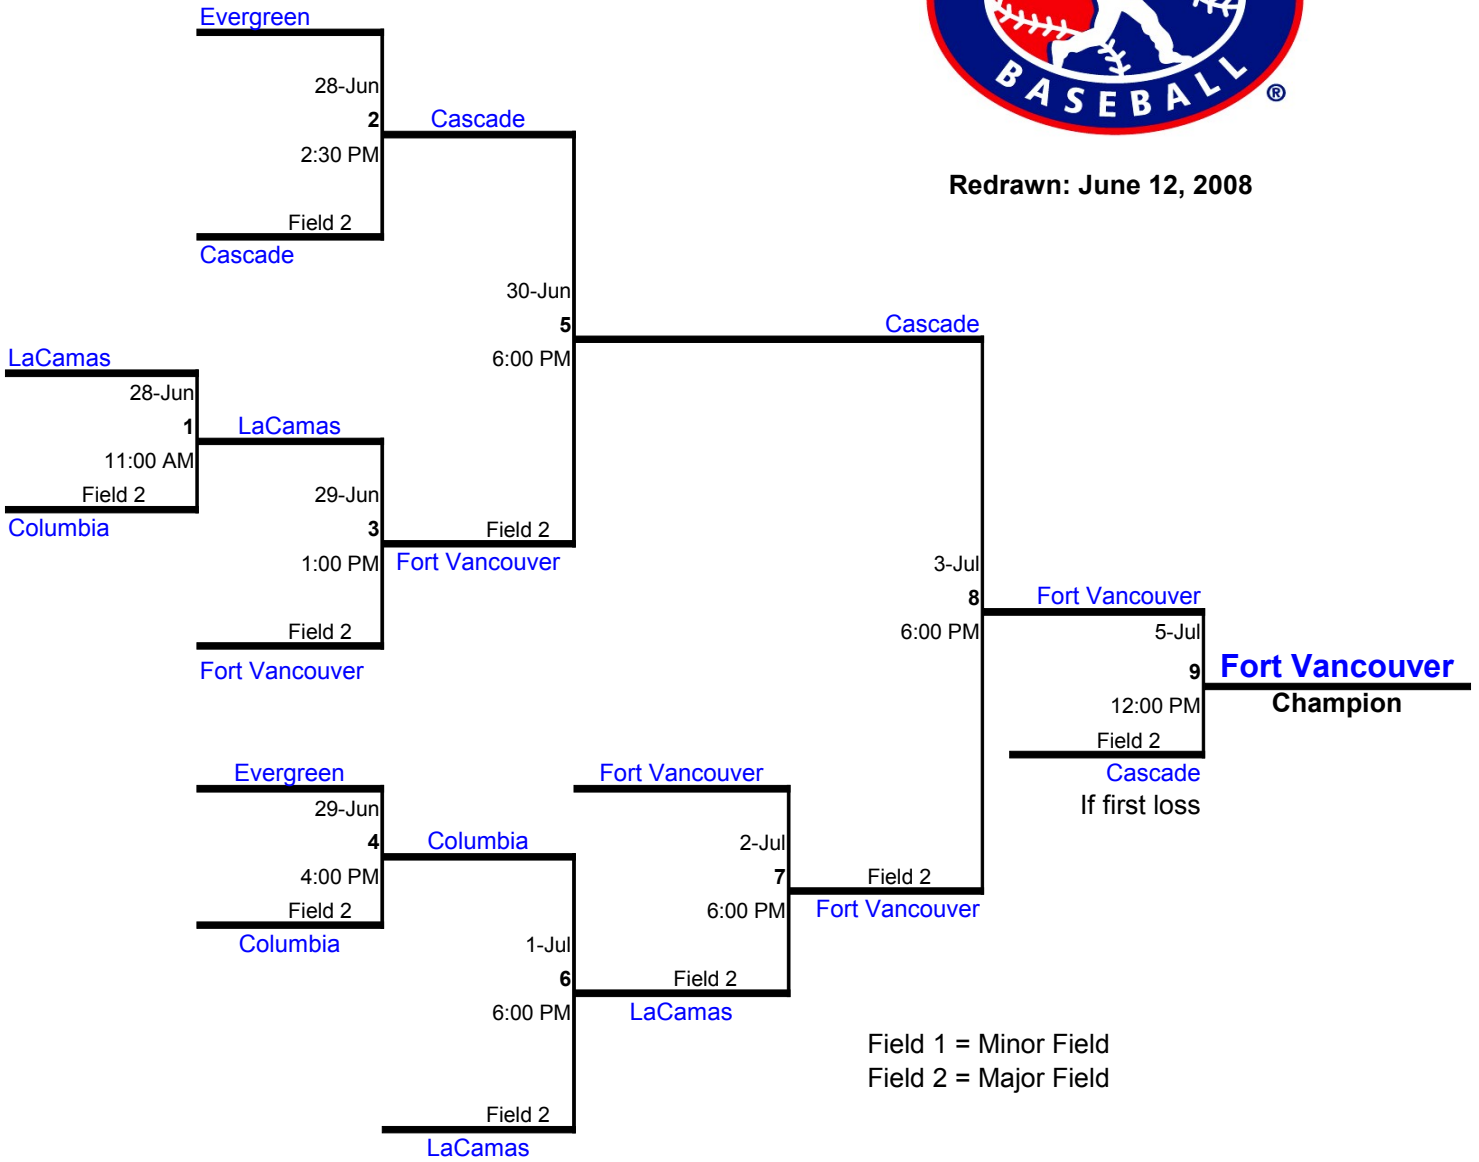 Evergreen
28-Jun
2
Cascade
2:30 PM
Field 2
Cascade
BASEBALL
®
Redrawn: June 12, 2008
30-Jun
5
Cascade
6:00 PM
LaCamas
28-Jun
1
LaCamas
11:00 AM
Field 2
Columbia
29-Jun
3
Field 2
1:00 PM
Fort Vancouver
Field 2
Fort Vancouver
3-Jul
8
Fort Vancouver
6:00 PM
5-Jul
9
Fort Vancouver
12:00 PM
Champion
Field 2
Cascade
If first loss
Evergreen
29-Jun
4
Columbia
4:00 PM
Field 2
Columbia
Fort Vancouver
2-Jul
7
Field 2
6:00 PM
Fort Vancouver
1-Jul
6
Field 2
6:00 PM
LaCamas
Field 2
LaCamas
Field 1 = Minor Field
Field 2 = Major Field